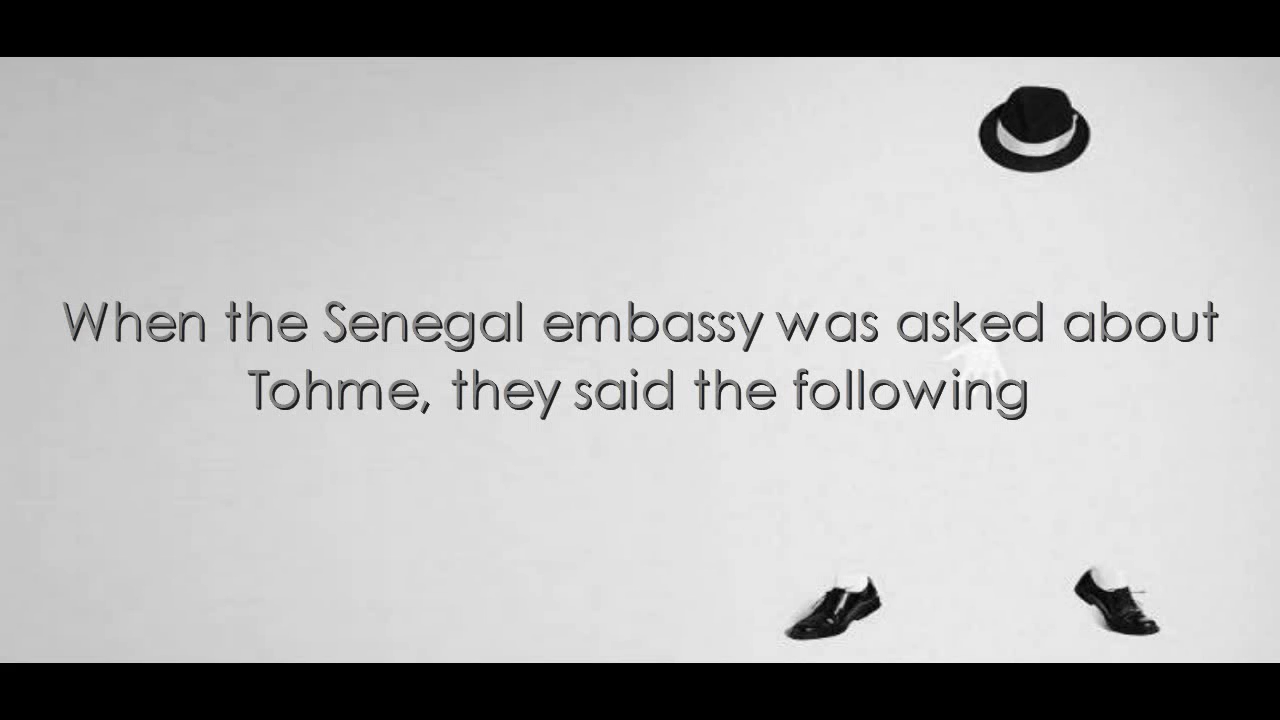 When the Senegal embassy was asked about
Tohme, they said the following